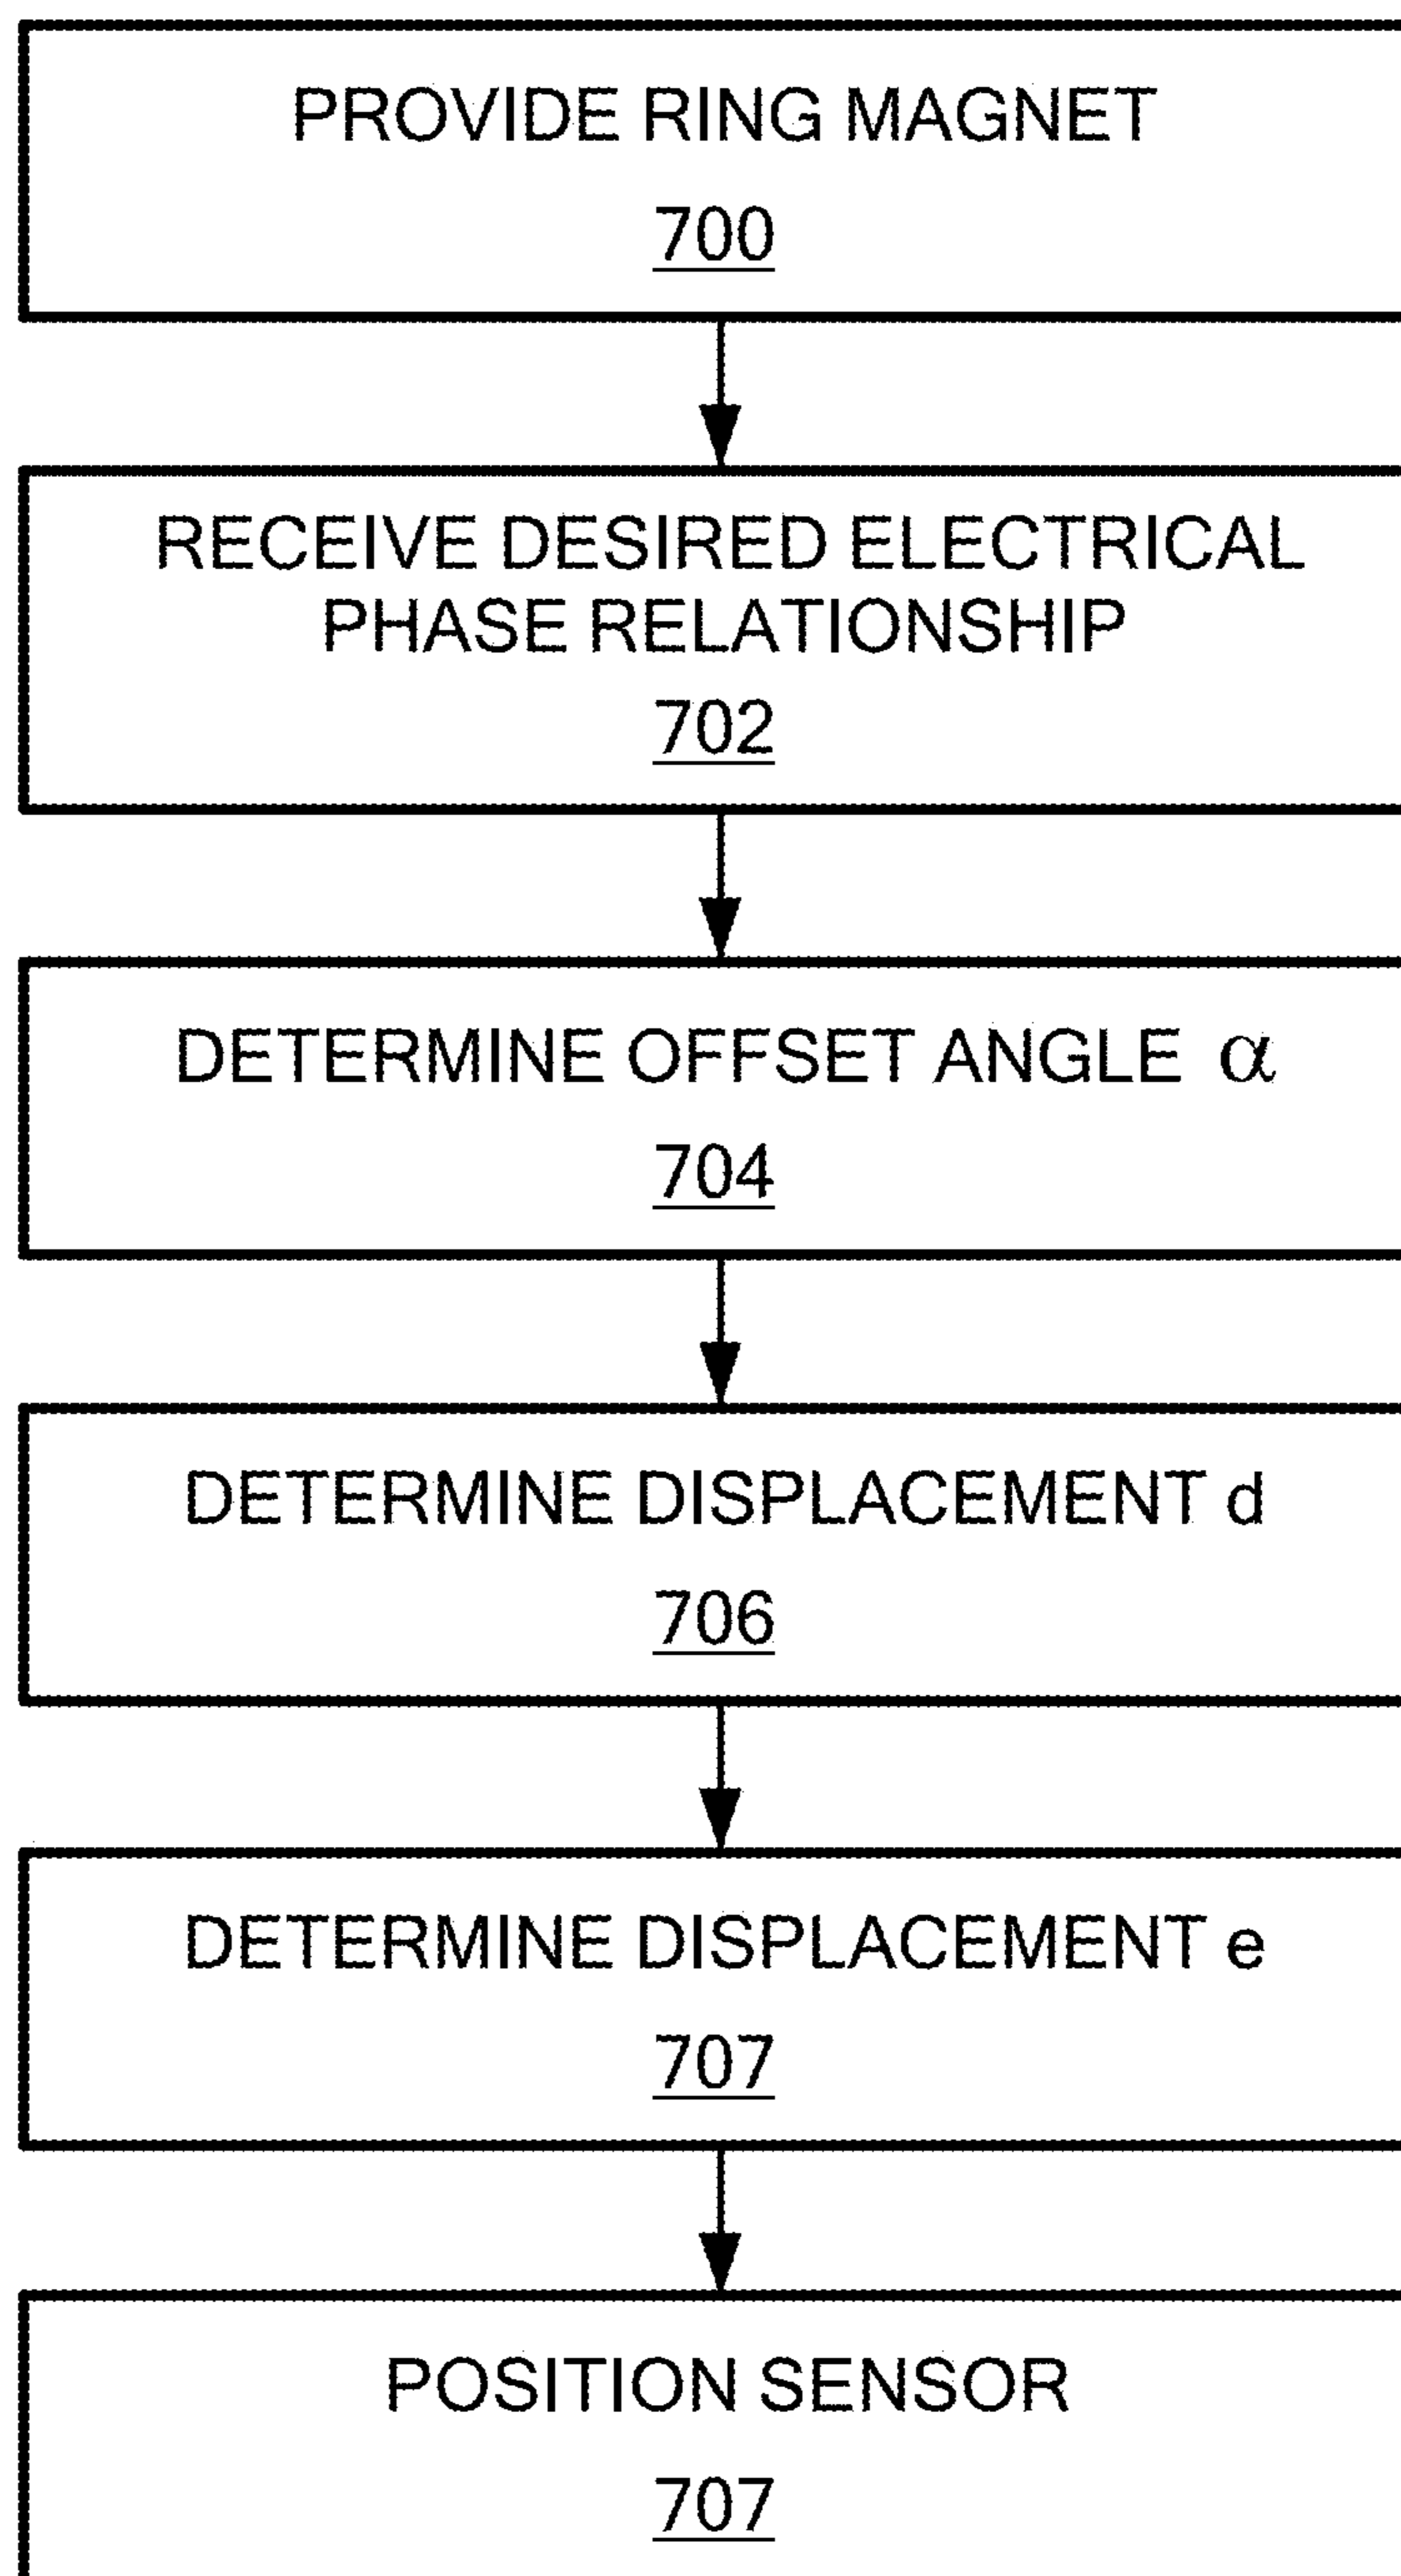 PROVIDE RING MAGNET
700
RECEIVE DESIRED ELECTRICAL
PHASE RELATIONSHIP
702
DETERMINE OFFSET ANGLE α
704
DETERMINE DISPLACEMENT d
706
DETERMINE DISPLACEMENT e
707
POSITION SENSOR
707